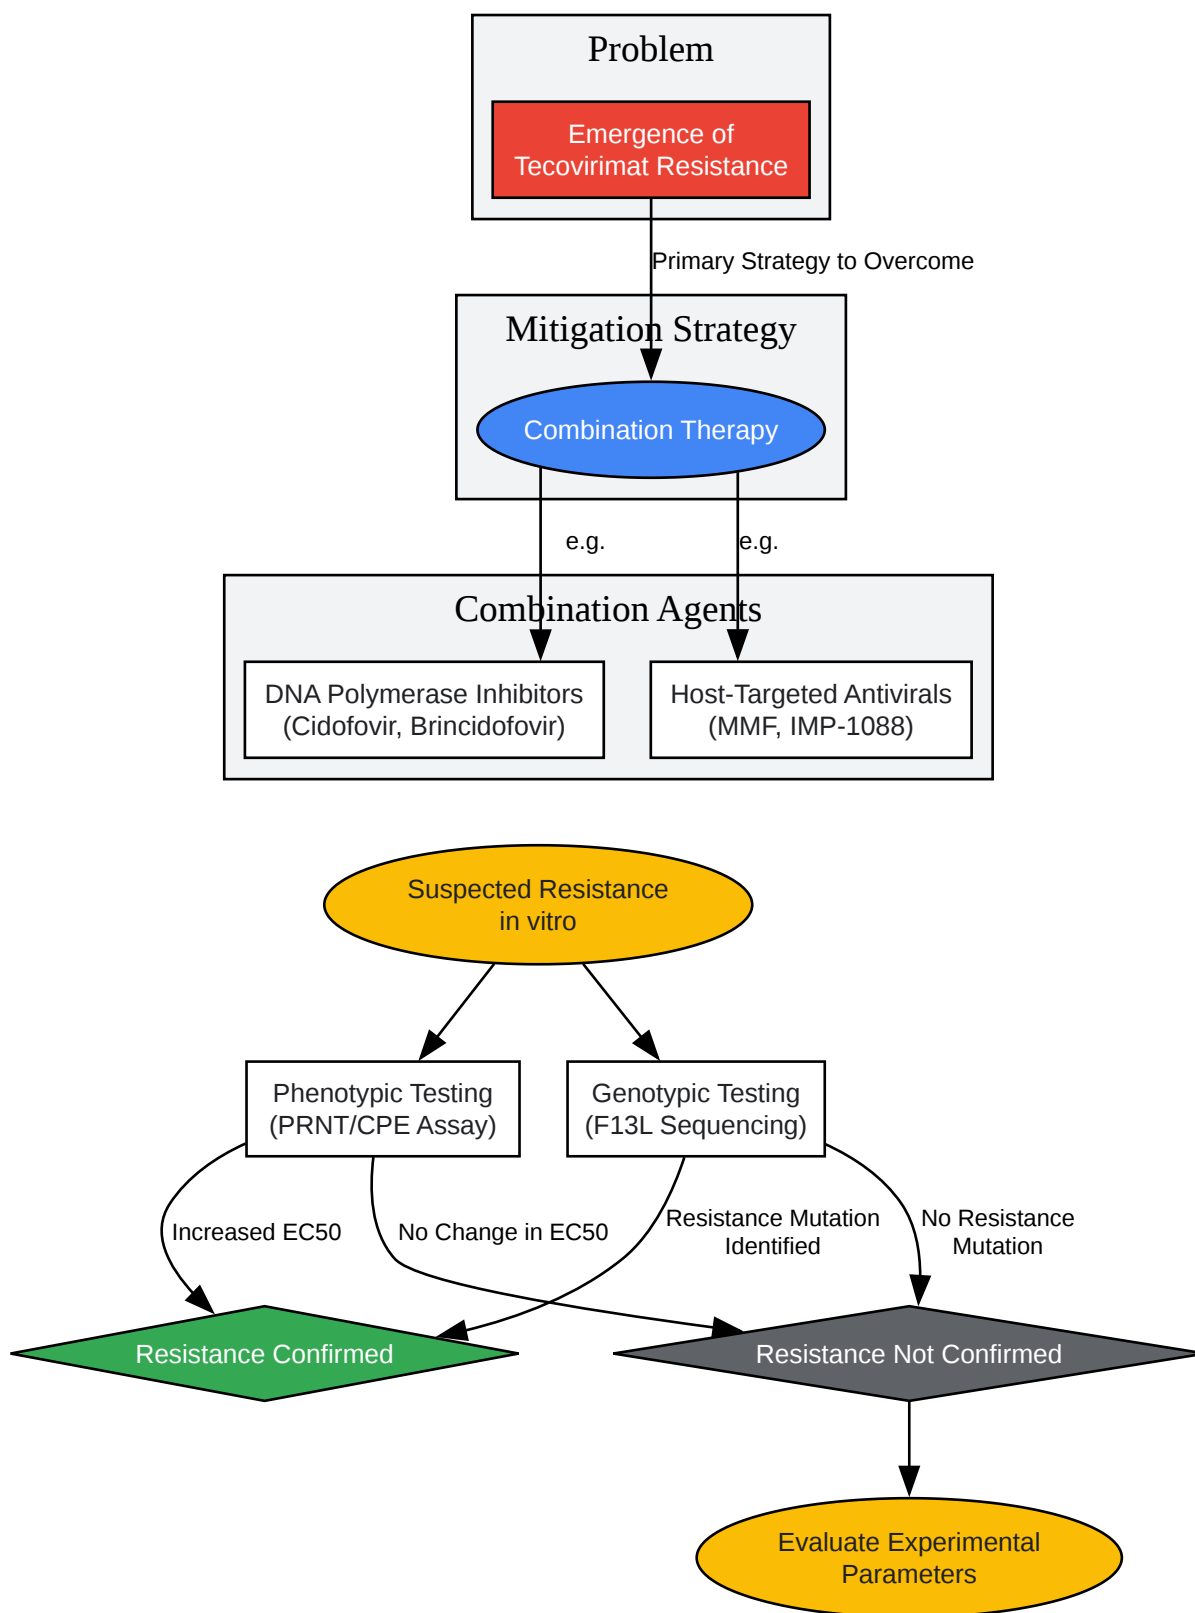 Problem
Emergence of
Tecovirimat Resistance
Primary Strategy to Overcome
Mitigation Strategy
Combination Therapy
e.g.
e.g.
Combination Agents
DNA Polymerase Inhibitors
(Cidofovir, Brincidofovir)
Host-Targeted Antivirals
(MMF, IMP-1088)
Suspected Resistance
in vitro
Phenotypic Testing
(PRNT/CPE Assay)
Genotypic Testing
(F13L Sequencing)
Increased EC50
No Change in EC50
Resistance Mutation
Identified
No Resistance
Mutation
Resistance Confirmed
Resistance Not Confirmed
Evaluate Experimental
Parameters